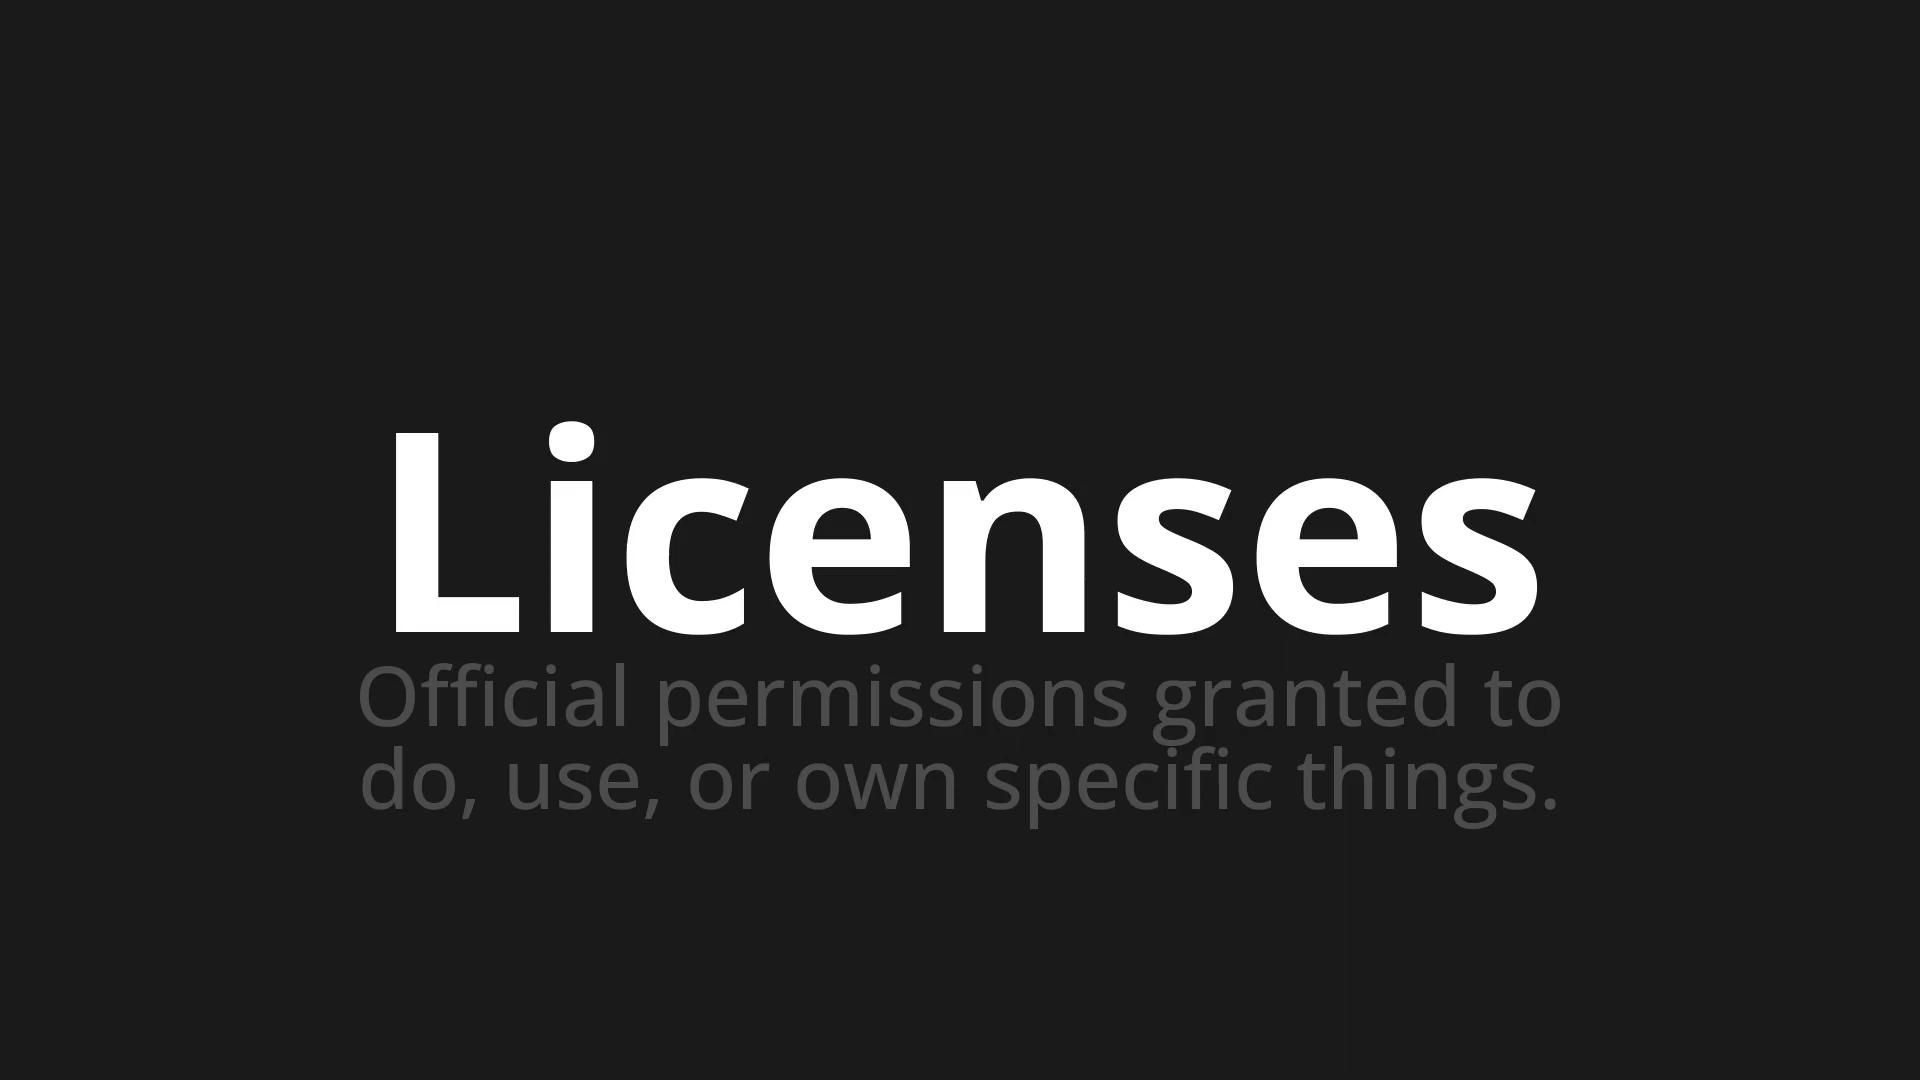 Licenses
Official permissions granted to
do, use, or own specific things.